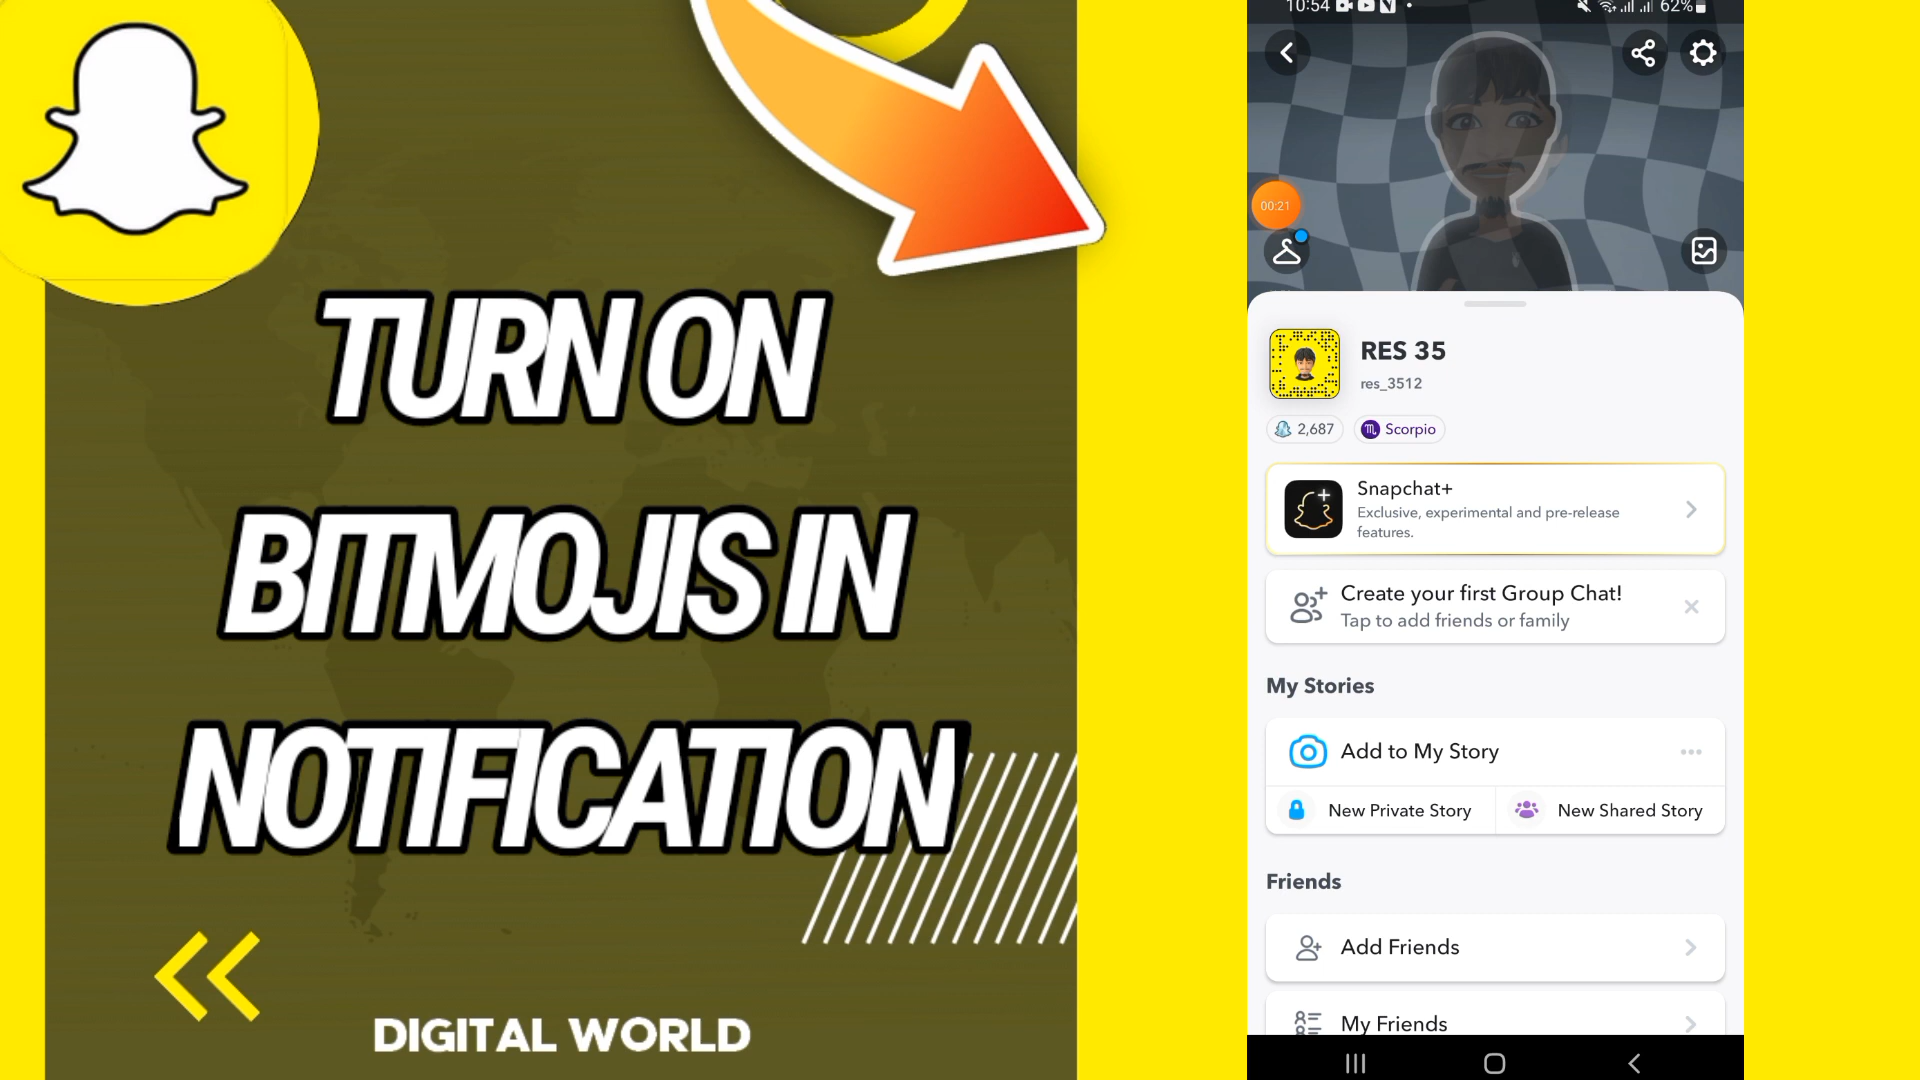 TURN ON
BITMOJIS IN
NOTIFICATION
DIGITAL WORLD
10:54
62%
00:21
RES 35
res_3512
2,687
Scorpio
Snapchat+
Exclusive, experimental and pre-release
features.
Create your first Group Chat!
Tap to add friends or family
My Stories
Add to My Story
New Private Story
New Shared Story
Friends
Add Friends
My Friends